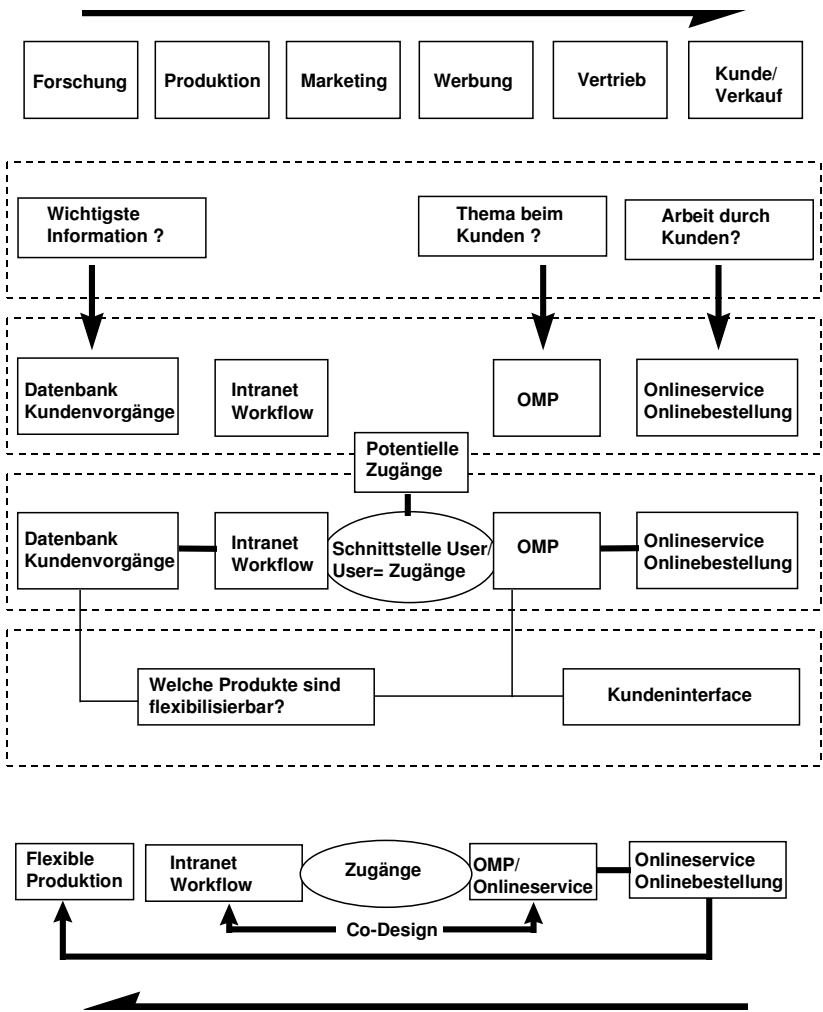 Forschung
Produktion
Marketing
Werbung
Vertrieb
Kunde/
Verkauf
Wichtigste
Information ?
Thema beim
Kunden ?
Arbeit durch
Kunden?
Datenbank
Kundenvorgänge
Intranet
Workflow
OMP
Onlineservice
Onlinebestellung
Potentielle
Zugänge
Datenbank
Kundenvorgänge
Intranet
Workflow
Schnittstelle User/
User= Zugänge
OMP
Onlineservice
Onlinebestellung
Welche Produkte sind
flexibilisierbar?
Kundeninterface
Flexible
Produktion
Intranet
Workflow
Zugänge
OMP/
Onlineservice
Onlineservice
Onlinebestellung
Co-Design